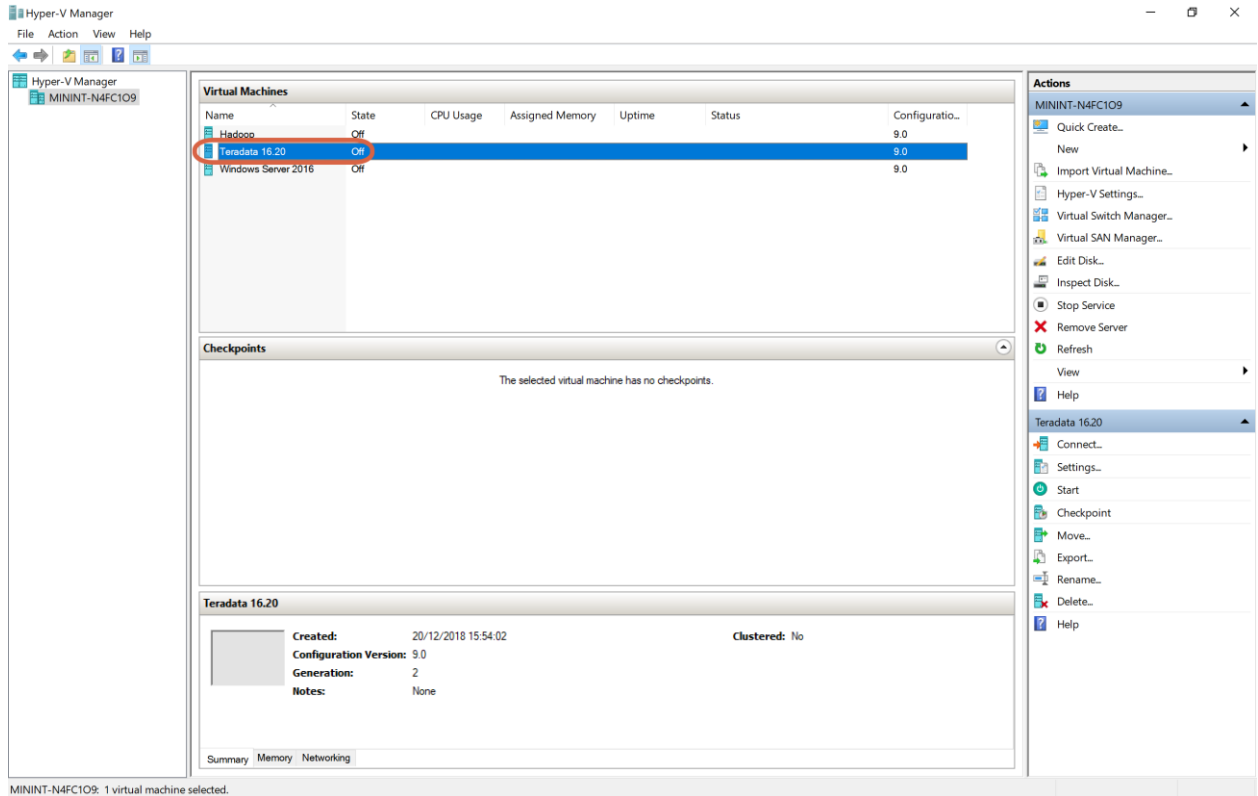 Hyper-V Manager
File Action View Help
Hyper-V Manager
MININT-N4FC1O9
Virtual Machines
Name State CPU Usage Assigned Memory Uptime Status Configuratio...
Hadoop Off 9.0
Teradata 16.20 Off 9.0
Windows Server 2016 Off 9.0
Checkpoints
The selected virtual machine has no checkpoints.
Teradata 16.20
Created: 20/12/2018 15:54:02 Clustered: No
Configuration Version: 9.0
Generation: 2
Notes: None
Summary Memory Networking
Actions
MININT-N4FC1O9
Quick Create...
New
Import Virtual Machine...
Hyper-V Settings...
Virtual Switch Manager...
Virtual SAN Manager...
Edit Disk...
Inspect Disk...
Stop Service
Remove Server
Refresh
View
Help
Teradata 16.20
Connect...
Settings...
Start
Checkpoint
Move...
Export...
Rename...
Delete...
Help
MININT-N4FC1O9: 1 virtual machine selected.